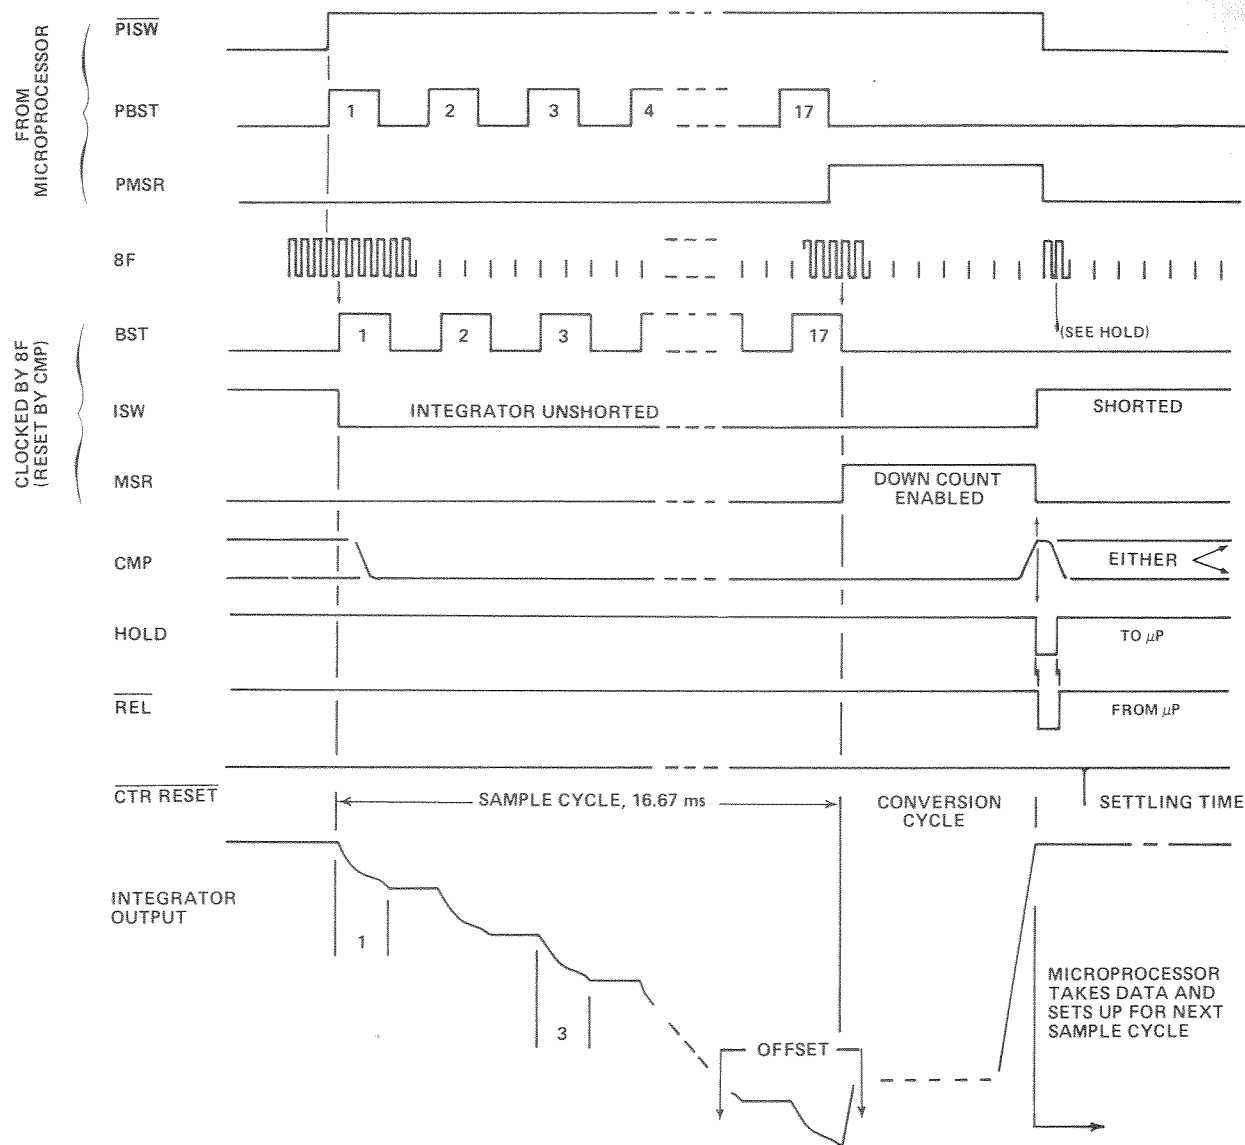 FROM
MICROPROCESSOR
PISW
PBST
1
2
3
4
17
PMSR
8F
CLOCKED BY 8F
(RESET BY CMP)
BST
1
2
3
17
(SEE HOLD)
ISW
INTEGRATOR UNSHORTED
SHORTED
MSR
DOWN COUNT
ENABLED
CMP
EITHER
HOLD
TO μP
REL
FROM μP
CTR RESET
SAMPLE CYCLE, 16.67 ms
CONVERSION
CYCLE
SETTLING TIME
INTEGRATOR
OUTPUT
1
3
OFFSET
MICROPROCESSOR
TAKES DATA AND
SETS UP FOR NEXT
SAMPLE CYCLE